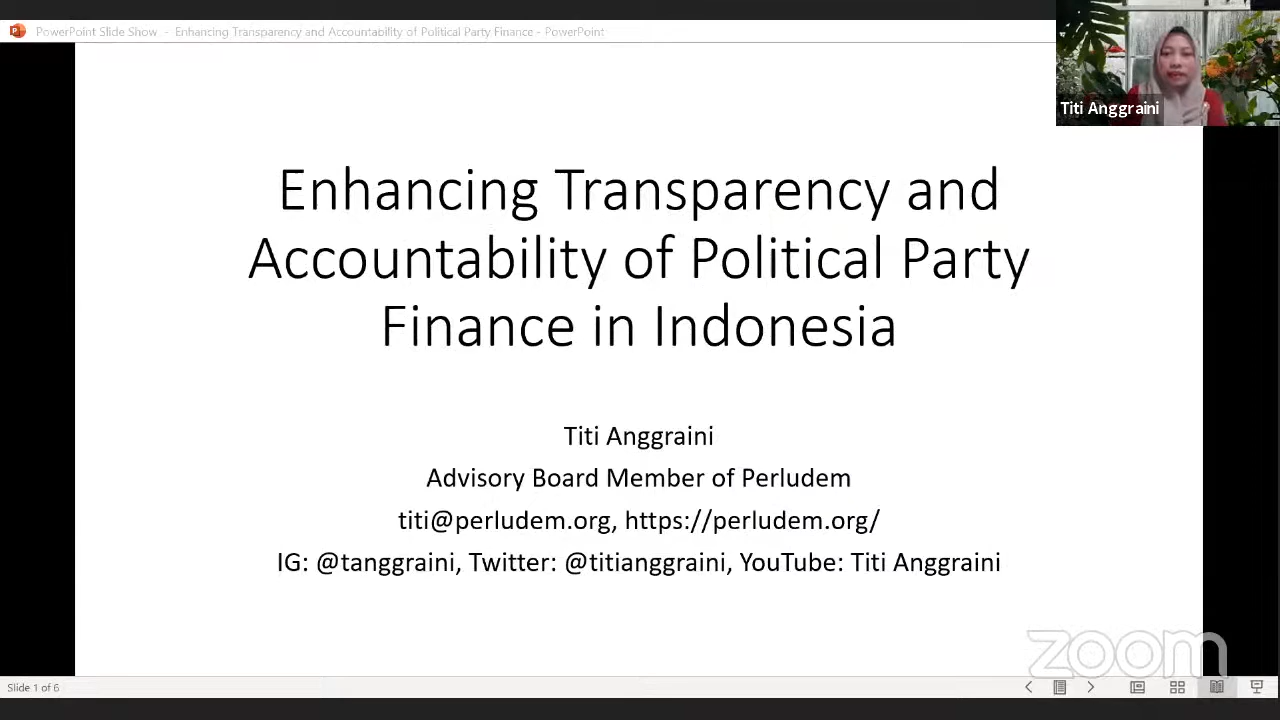 PowerPoint Slide Show - Enhancing Transparency and Accountability of Political Party Finance - PowerPoint
Titi Anggraini
Enhancing Transparency and
Accountability of Political Party
Finance in Indonesia
Titi Anggraini
Advisory Board Member of Perludem
titi@perludem.org, https://perludem.org/
IG: @tanggraini, Twitter: @titianggraini, YouTube: Titi Anggraini
zoom
Slide 1 of 6